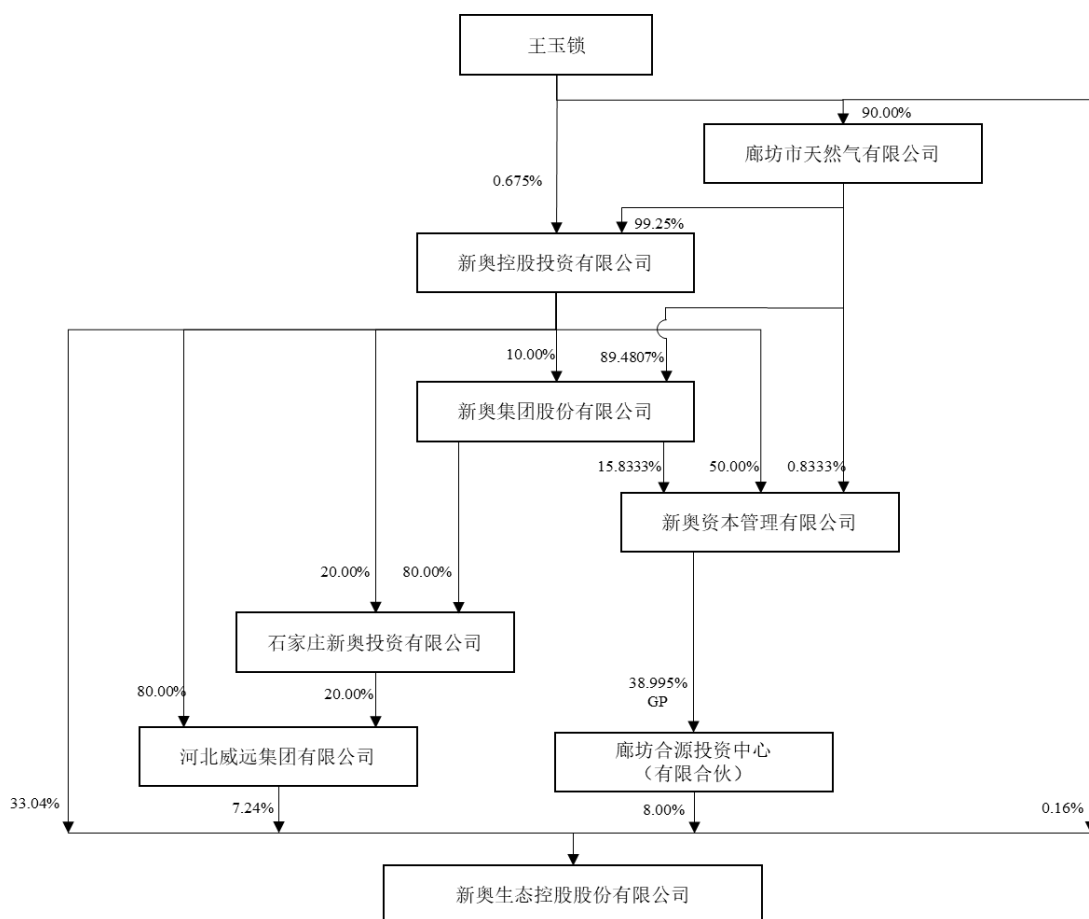 王玉锁
90.00%
廊坊市天然气有限公司
0.675%
99.25%
新奥控股投资有限公司
10.00%
89.4807%
新奥集团股份有限公司
15.8333%
50.00%
0.8333%
新奥资本管理有限公司
20.00%
80.00%
石家庄新奥投资有限公司
80.00%
20.00%
38.995%
GP
河北威远集团有限公司
廊坊合源投资中心
（有限合伙）
33.04%
7.24%
8.00%
0.16%
新奥生态控股股份有限公司